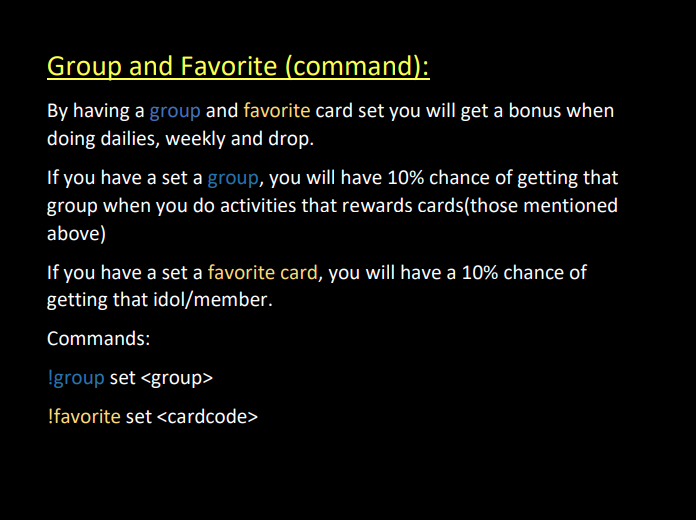 Group and Favorite (command):
By having a group and favorite card set you will get a bonus when
doing dailies, weekly and drop.
If you have a set a group, you will have 10% chance of getting that
group when you do activities that rewards cards(those mentioned
above)
If you have a set a favorite card, you will have a 10% chance of
getting that idol/member.
Commands:
!group set <group>
!favorite set <cardcode>